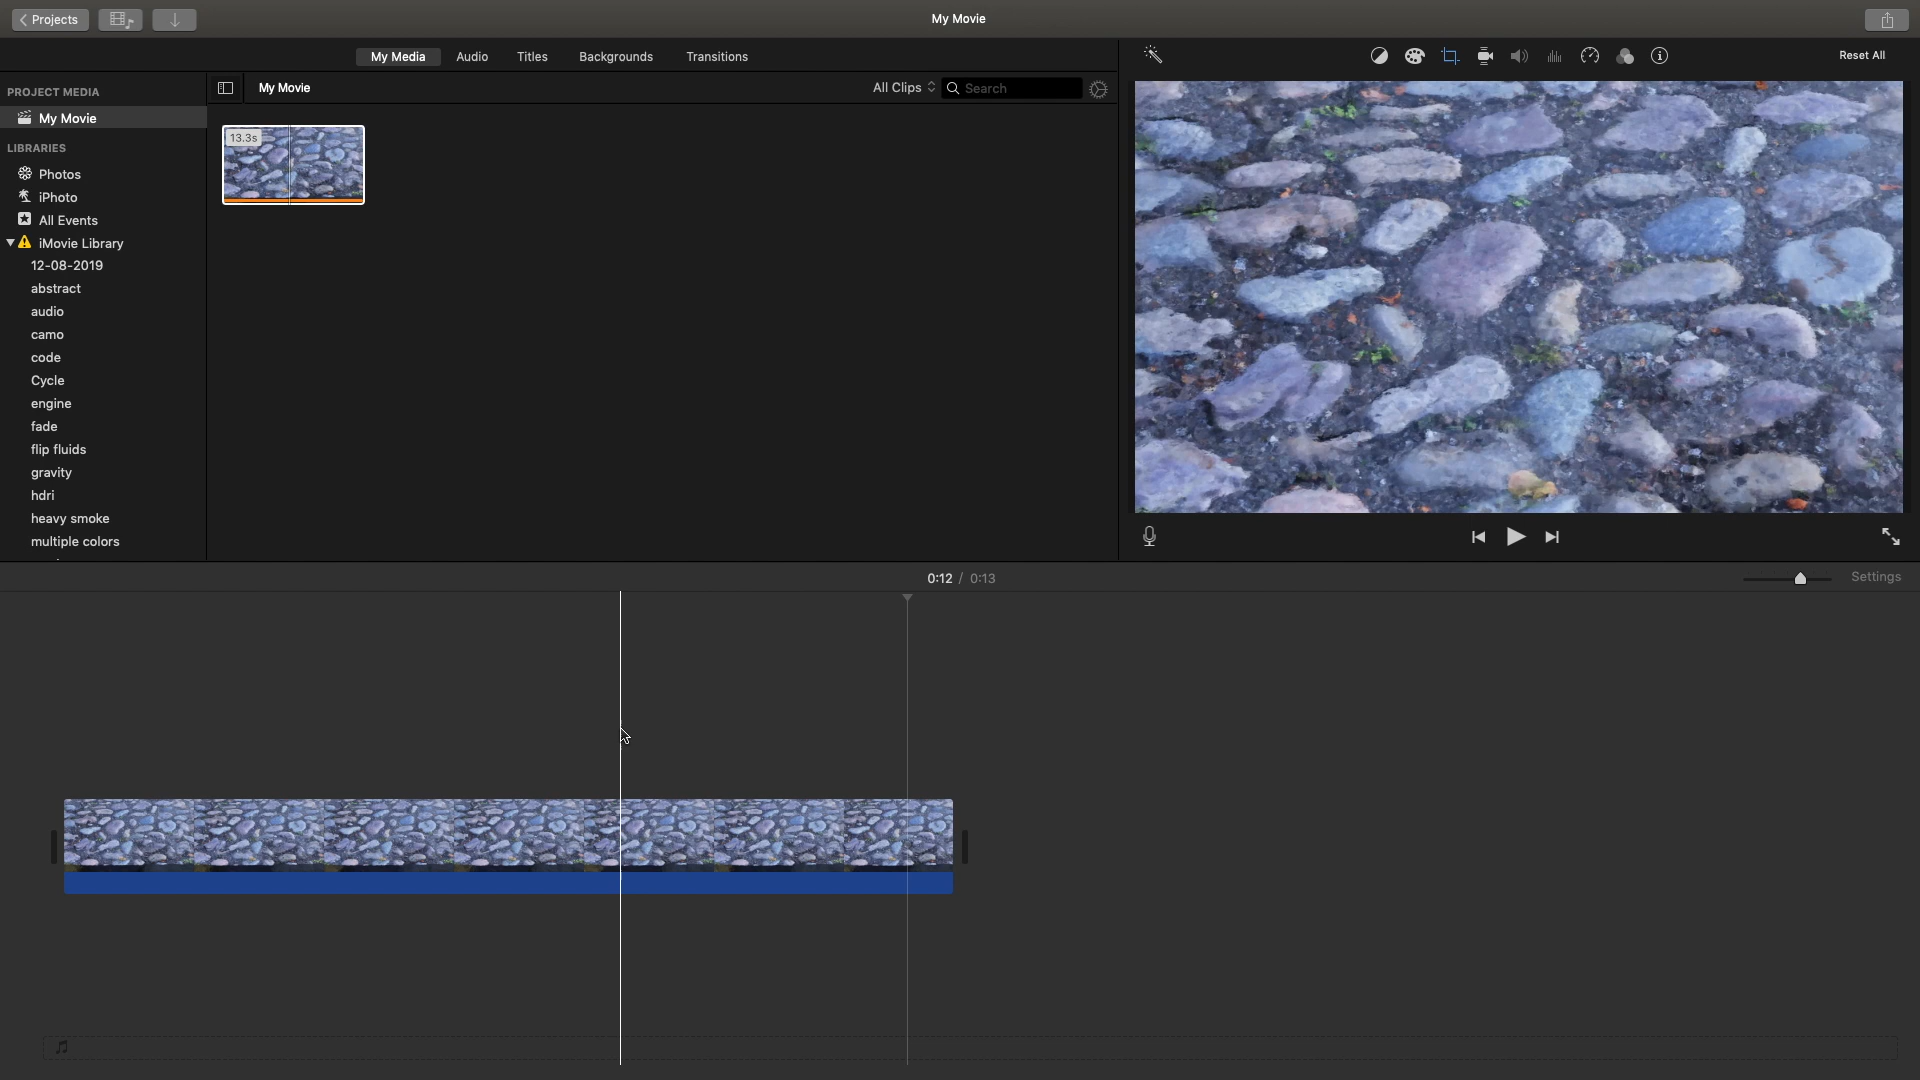 Projects
My Movie
My Media
Audio
Titles
Backgrounds
Transitions
Reset All
PROJECT MEDIA
My Movie
All Clips
Search
My Movie
13.3s
LIBRARIES
Photos
iPhoto
All Events
iMovie Library
12-08-2019
abstract
audio
camo
code
Cycle
engine
fade
flip fluids
gravity
hdri
heavy smoke
multiple colors
0:12 / 0:13
Settings